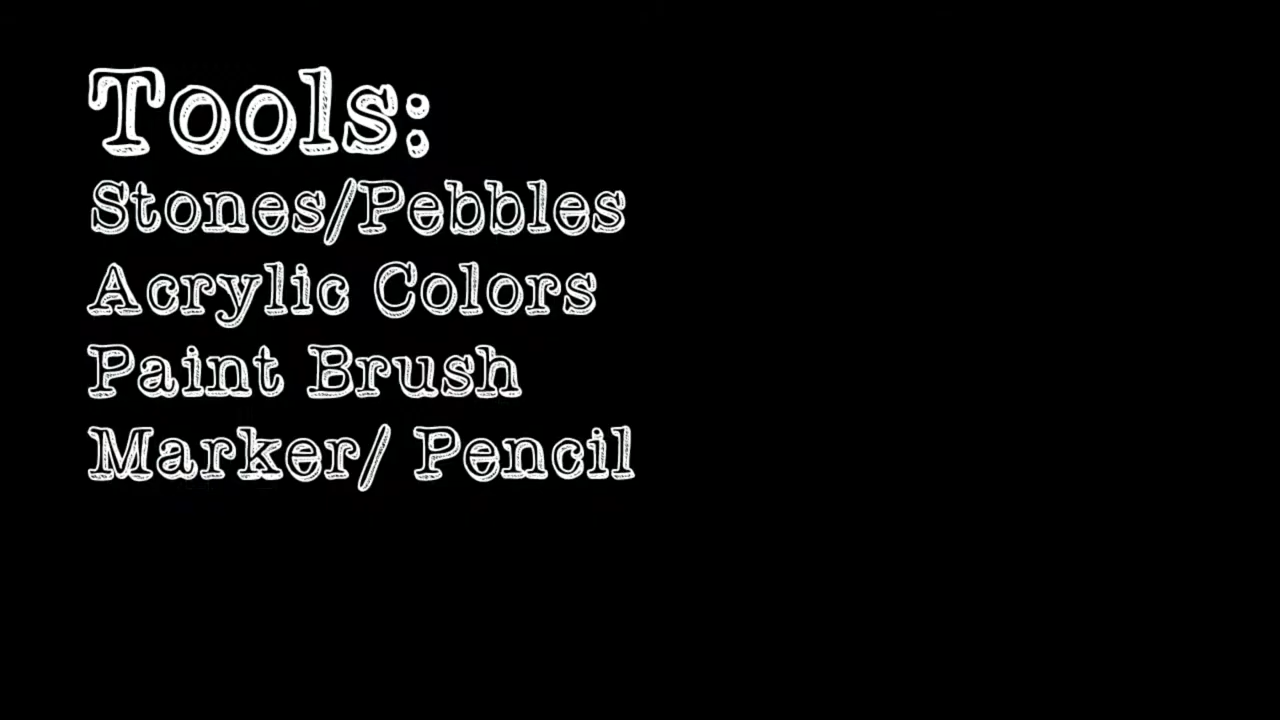 Tools:
Stones/Pebbles
Acrylic Colors
Paint Brush
Marker/ Pencil